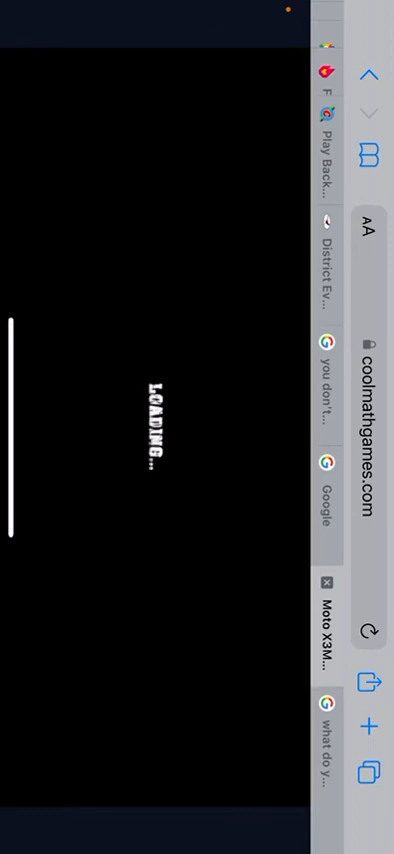 AA
coolmathgames.com
F
Play Back...
District Ev...
you don't...
Google
Moto X3M...
what do y...
LOADING...